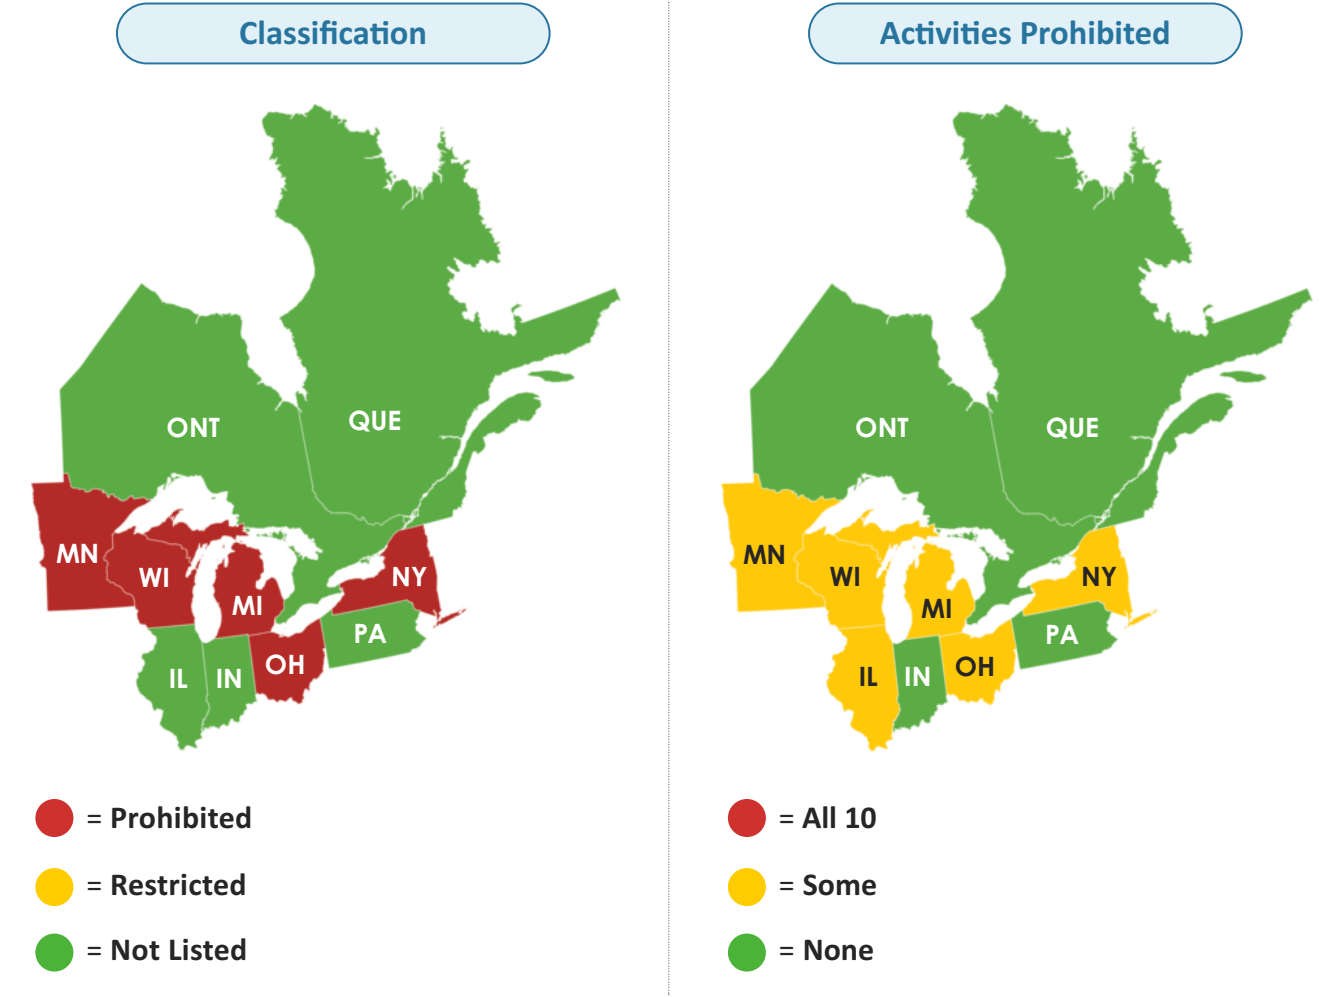 Classification
ONT
QUE
MN
WI
MI
NY
PA
IL
IN
OH
= Prohibited
= Restricted
= Not Listed
Activities Prohibited
ONT
QUE
MN
WI
MI
NY
PA
IL
IN
OH
= All 10
= Some
= None